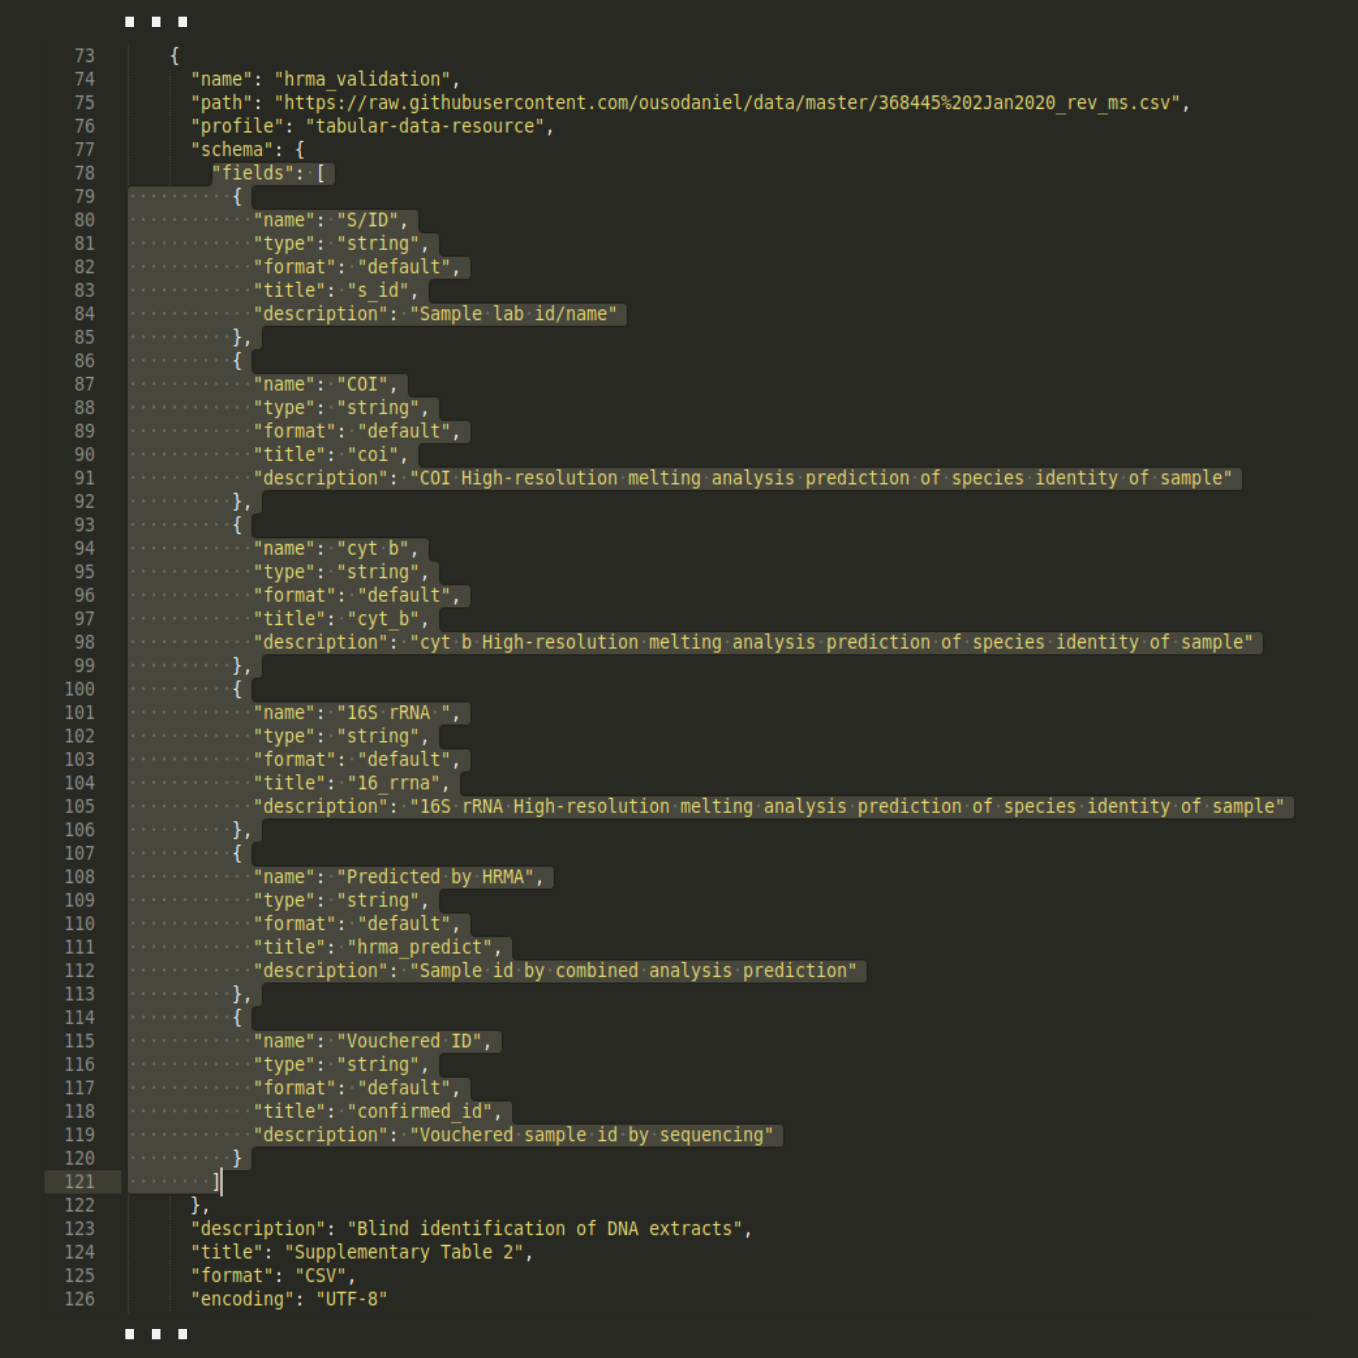 73 {
74 "name": "hrma_validation",
75 "path": "https://raw.githubusercontent.com/ousodaniel/data/master/368445%202Jan2020_rev_ms.csv",
76 "profile": "tabular-data-resource",
77 "schema": {
78 "fields": [
79 {
80 "name": "S/ID",
81 "type": "string",
82 "format": "default",
83 "title": "s_id",
84 "description": "Sample lab id/name"
85 },
86 {
87 "name": "COI",
88 "type": "string",
89 "format": "default",
90 "title": "coi",
91 "description": "COI High-resolution melting analysis prediction of species identity of sample"
92 },
93 {
94 "name": "cyt b",
95 "type": "string",
96 "format": "default",
97 "title": "cyt_b",
98 "description": "cyt b High-resolution melting analysis prediction of species identity of sample"
99 },
100 {
101 "name": "16S rRNA ",
102 "type": "string",
103 "format": "default",
104 "title": "16_rrna",
105 "description": "16S rRNA High-resolution melting analysis prediction of species identity of sample"
106 },
107 {
108 "name": "Predicted by HRMA",
109 "type": "string",
110 "format": "default",
111 "title": "hrma_predict",
112 "description": "Sample id by combined analysis prediction"
113 },
114 {
115 "name": "Vouchered ID",
116 "type": "string",
117 "format": "default",
118 "title": "confirmed_id",
119 "description": "Vouchered sample id by sequencing"
120 }
121 ]
122 },
123 "description": "Blind identification of DNA extracts",
124 "title": "Supplementary Table 2",
125 "format": "CSV",
126 "encoding": "UTF-8"